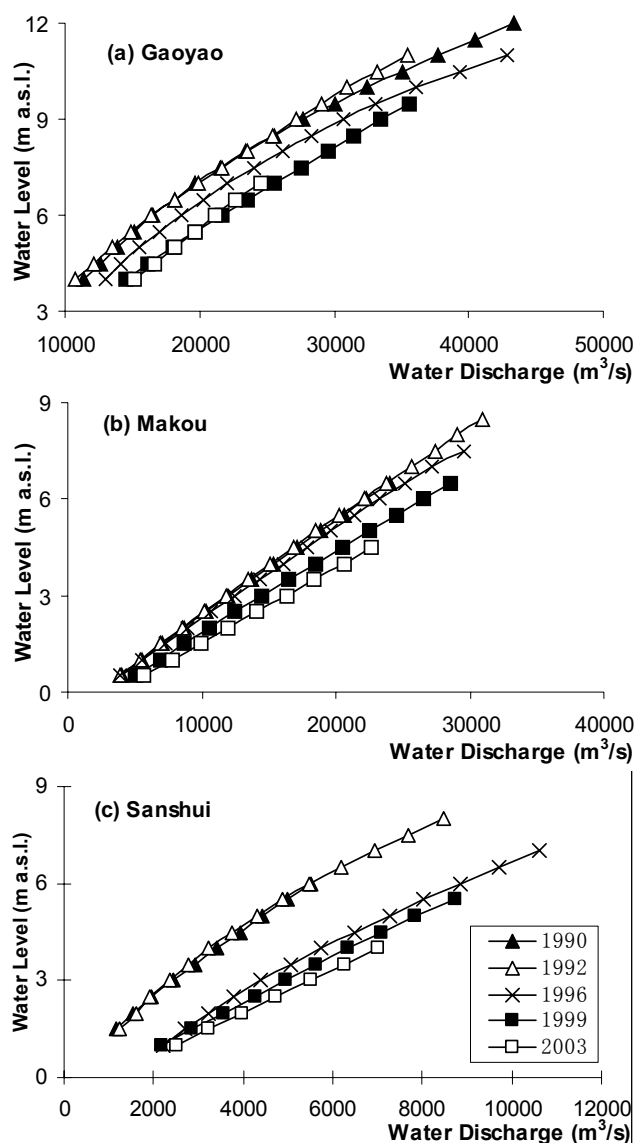 (a) Gaoyao
Water Level (m a.s.l.)
12
9
6
3
10000 20000 30000 40000 50000
Water Discharge (m³/s)
(b) Makou
Water Level (m a.s.l.)
9
6
3
0
0 10000 20000 30000 40000
Water Discharge (m³/s)
(c) Sanshui
Water Level (m a.s.l.)
9
6
3
0
1990
1992
1996
1999
2003
0 2000 4000 6000 8000 10000 12000
Water Discharge (m³/s)